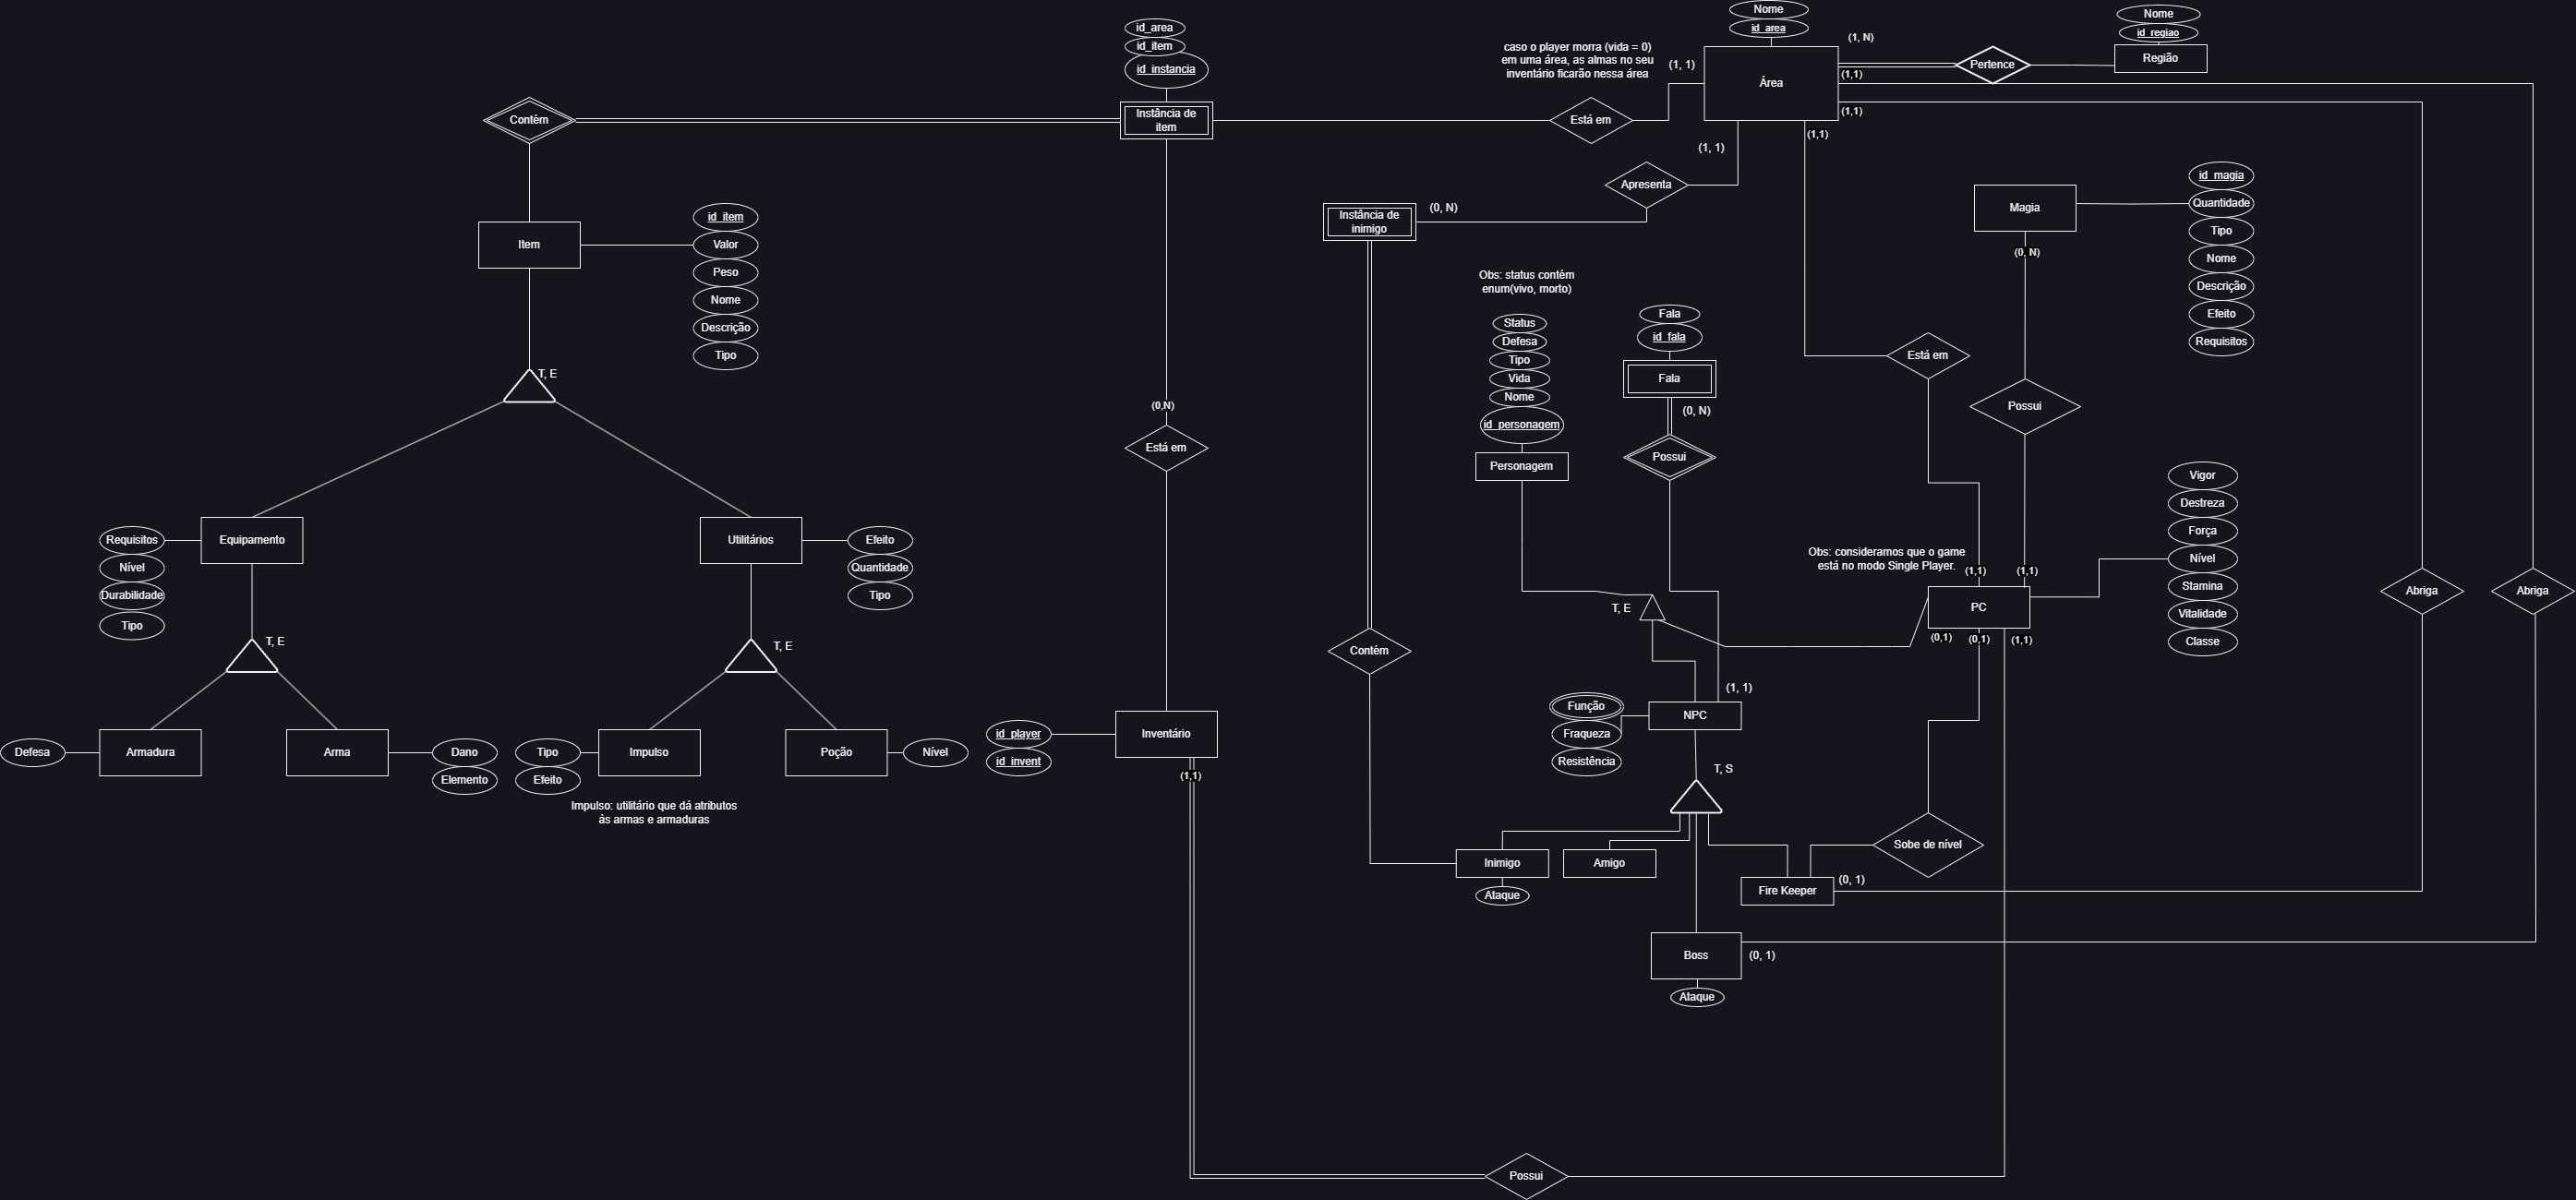 Nome
id_area
Nome
id_regiao
Região
id_area
id_item
id_instancia
caso o player morra (vida = 0)
em uma área, as almas no seu
inventário ficarão nessa área
(1, N)
(1, 1)
Área
Pertence
(1,1)
(1,1)
(1,1)
Contém
Instância de
item
Está em
(1, 1)
Apresenta
Instância de
inimigo
(0, N)
Magia
id_magia
Quantidade
Tipo
Nome
Descrição
Efeito
Requisitos
(0, N)
Item
id_item
Valor
Peso
Nome
Descrição
Tipo
T, E
Obs: status contém
enum(vivo, morto)
Status
Defesa
Tipo
Vida
Nome
id_personagem
Personagem
Fala
id_fala
Fala
(0, N)
Possui
Está em
Possui
(0,N)
Está em
Vigor
Destreza
Força
Nível
Stamina
Vitalidade
Classe
Requisitos
Nível
Durabilidade
Tipo
Equipamento
Utilitários
Efeito
Quantidade
Tipo
Obs: consideramos que o game
está no modo Single Player.
(1,1)
(1,1)
PC
(0,1)
(0,1)
(1,1)
Abriga
Abriga
T, E
T, E
T, E
Contém
(1, 1)
Função
Fraqueza
Resistência
NPC
Defesa
Armadura
Arma
Dano
Elemento
Tipo
Efeito
Impulso
Poção
Nível
id_player
id_invent
Inventário
(1,1)
Impulso: utilitário que dá atributos
às armas e armaduras
T, S
Sobe de nível
Inimigo
Ataque
Amigo
Fire Keeper
(0, 1)
Boss
(0, 1)
Ataque
Possui